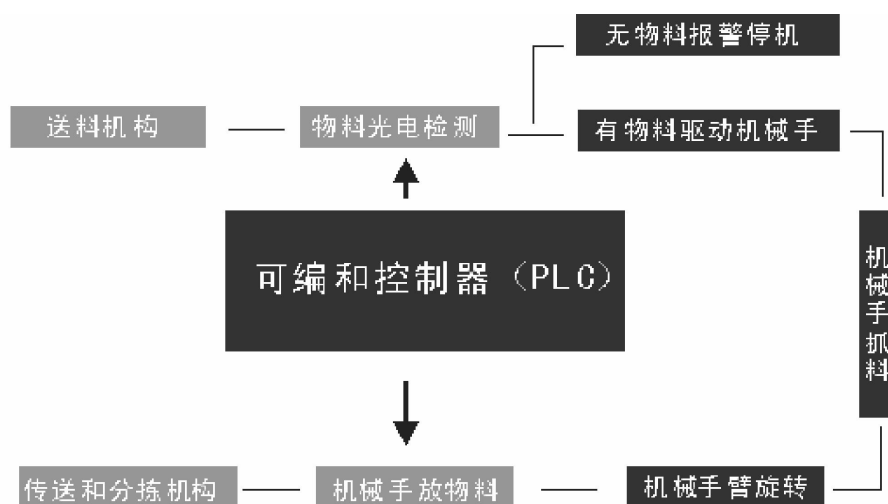 无物料报警停机
送料机构
物料光电检测
有物料驱动机械手
可编和控制器（PLC）
机械手抓料
传送和分拣机构
机械手放物料
机械手臂旋转